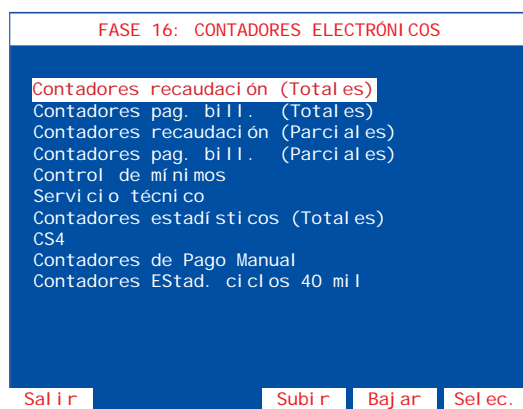 FASE 16: CONTADORES ELECTRÓNICOS
Contadores recaudación (Totales)
Contadores pag. bill. (Totales)
Contadores recaudación (Parciales)
Contadores pag. bill. (Parciales)
Control de mínimos
Servicio técnico
Contadores estadísticos (Totales)
CS4
Contadores de Pago Manual
Contadores EStad. ciclos 40 mil
Salir Subir Bajar Selec.